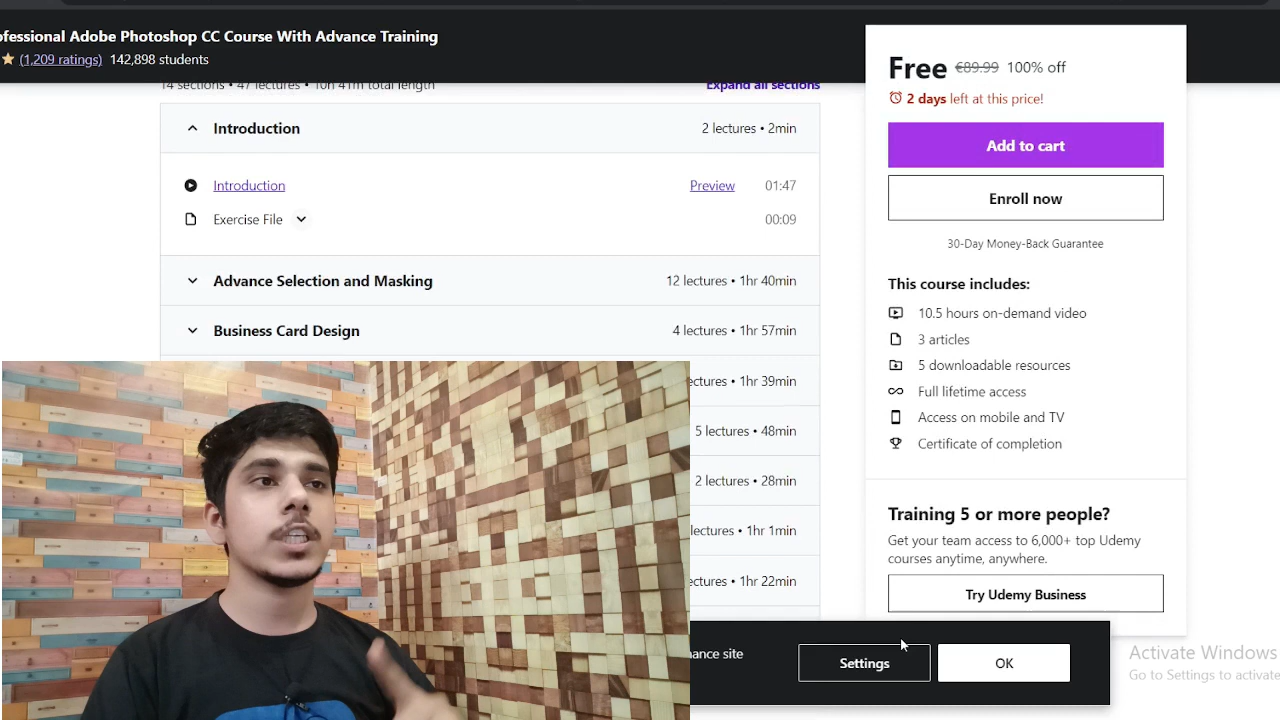 ofessional Adobe Photoshop CC Course With Advance Training
(1,209 ratings) 142,898 students
14 sections • 47 lectures • 10h 41m total length
Expand all sections
Introduction
2 lectures • 2min
Introduction
Preview
01:47
Exercise File
00:09
Advance Selection and Masking
12 lectures • 1hr 40min
Business Card Design
4 lectures • 1hr 57min
ectures • 1hr 39min
5 lectures • 48min
2 lectures • 28min
lectures • 1hr 1min
ectures • 1hr 22min
Free €89.99 100% off
2 days left at this price!
Add to cart
Enroll now
30-Day Money-Back Guarantee
This course includes:
10.5 hours on-demand video
3 articles
5 downloadable resources
Full lifetime access
Access on mobile and TV
Certificate of completion
Training 5 or more people?
Get your team access to 6,000+ top Udemy
courses anytime, anywhere.
Try Udemy Business
nance site
Settings
OK
Activate Windows
Go to Settings to activate